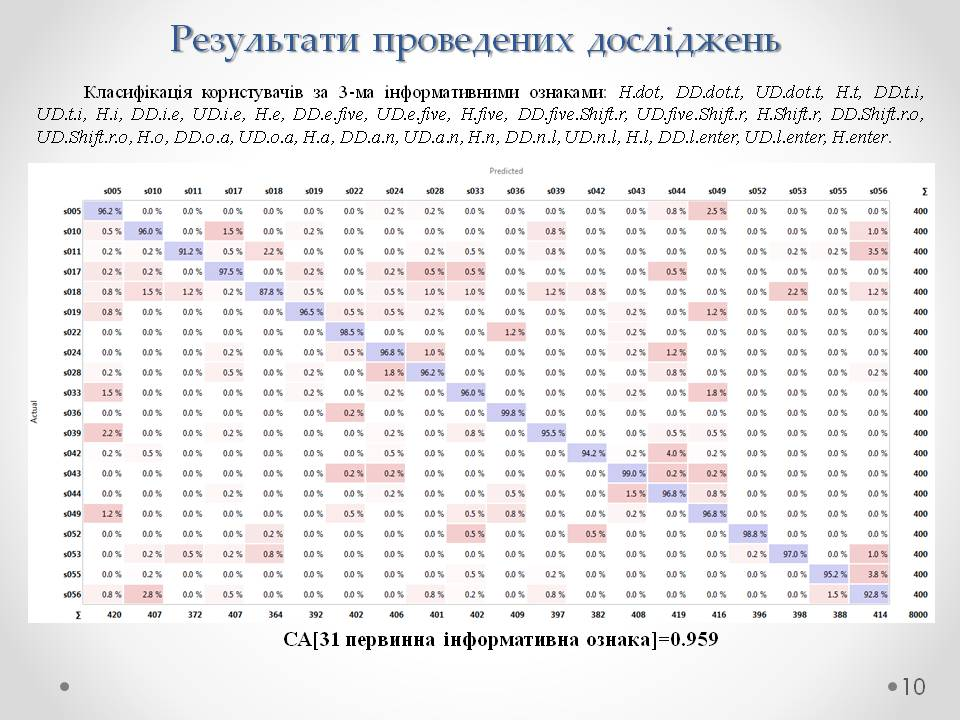 Результати проведених досліджень
Класифікація користувачів за 3-ма інформативними ознаками: H.dot, DD.dot.t, UD.dot.t, H.t, DD.t.i,
UD.t.i, H.i, DD.i.e, UD.i.e, H.e, DD.e.five, UD.e.five, H.five, DD.five.Shift.r, UD.five.Shift.r, H.Shift.r, DD.Shift.r.o,
UD.Shift.r.o, H.o, DD.o.a, UD.o.a, H.a, DD.a.n, UD.a.n, H.n, DD.n.l, UD.n.l, H.l, DD.l.enter, UD.l.enter, H.enter.
Predicted
s005 s010 s011 s017 s018 s019 s022 s024 s028 s033 s036 s039 s042 s043 s044 s049 s052 s053 s055 s056 Σ
Actual
s005 96.2 % 0.0 % 0.0 % 0.0 % 0.0 % 0.0 % 0.0 % 0.2 % 0.2 % 0.0 % 0.0 % 0.0 % 0.0 % 0.0 % 0.8 % 2.5 % 0.0 % 0.0 % 0.0 % 0.0 % 400
s010 0.5 % 96.0 % 0.0 % 1.5 % 0.0 % 0.2 % 0.0 % 0.0 % 0.0 % 0.0 % 0.0 % 0.8 % 0.0 % 0.0 % 0.0 % 0.0 % 0.0 % 0.0 % 0.0 % 1.0 % 400
s011 0.2 % 0.2 % 91.2 % 0.5 % 2.2 % 0.0 % 0.0 % 0.0 % 0.2 % 0.5 % 0.0 % 0.8 % 0.0 % 0.0 % 0.0 % 0.0 % 0.0 % 0.2 % 0.2 % 3.5 % 400
s017 0.2 % 0.2 % 0.0 % 97.5 % 0.0 % 0.2 % 0.0 % 0.2 % 0.5 % 0.5 % 0.0 % 0.0 % 0.0 % 0.0 % 0.5 % 0.0 % 0.0 % 0.0 % 0.0 % 0.0 % 400
s018 0.8 % 1.5 % 1.2 % 0.2 % 87.8 % 0.5 % 0.0 % 0.5 % 1.0 % 1.0 % 0.0 % 1.2 % 0.8 % 0.0 % 0.0 % 0.2 % 0.0 % 2.2 % 0.0 % 1.2 % 400
s019 0.8 % 0.0 % 0.0 % 0.0 % 0.0 % 96.5 % 0.5 % 0.5 % 0.2 % 0.0 % 0.0 % 0.0 % 0.0 % 0.2 % 0.0 % 1.2 % 0.0 % 0.0 % 0.0 % 0.0 % 400
s022 0.0 % 0.0 % 0.0 % 0.0 % 0.0 % 0.0 % 98.5 % 0.0 % 0.0 % 0.0 % 1.2 % 0.0 % 0.0 % 0.2 % 0.0 % 0.0 % 0.0 % 0.0 % 0.0 % 0.0 % 400
s024 0.0 % 0.0 % 0.0 % 0.2 % 0.0 % 0.0 % 0.5 % 96.8 % 1.0 % 0.0 % 0.0 % 0.0 % 0.0 % 0.2 % 1.2 % 0.0 % 0.0 % 0.0 % 0.0 % 0.0 % 400
s028 0.2 % 0.0 % 0.0 % 0.5 % 0.0 % 0.2 % 0.0 % 1.8 % 96.2 % 0.0 % 0.0 % 0.0 % 0.0 % 0.0 % 0.8 % 0.0 % 0.0 % 0.0 % 0.0 % 0.2 % 400
s033 1.5 % 0.0 % 0.0 % 0.2 % 0.0 % 0.2 % 0.0 % 0.2 % 0.0 % 96.0 % 0.0 % 0.0 % 0.0 % 0.2 % 0.0 % 1.8 % 0.0 % 0.0 % 0.0 % 0.0 % 400
s036 0.0 % 0.0 % 0.0 % 0.0 % 0.0 % 0.0 % 0.2 % 0.0 % 0.0 % 0.0 % 99.8 % 0.0 % 0.0 % 0.0 % 0.0 % 0.0 % 0.0 % 0.0 % 0.0 % 0.0 % 400
s039 2.2 % 0.0 % 0.0 % 0.2 % 0.0 % 0.0 % 0.0 % 0.2 % 0.0 % 0.8 % 0.0 % 95.5 % 0.0 % 0.0 % 0.5 % 0.5 % 0.0 % 0.0 % 0.0 % 0.0 % 400
s042 0.2 % 0.5 % 0.0 % 0.0 % 0.0 % 0.0 % 0.0 % 0.5 % 0.0 % 0.0 % 0.0 % 0.0 % 94.2 % 0.2 % 4.0 % 0.2 % 0.0 % 0.0 % 0.0 % 0.0 % 400
s043 0.0 % 0.0 % 0.0 % 0.0 % 0.0 % 0.0 % 0.2 % 0.2 % 0.0 % 0.0 % 0.0 % 0.0 % 0.0 % 99.0 % 0.2 % 0.2 % 0.0 % 0.0 % 0.0 % 0.0 % 400
s044 0.0 % 0.0 % 0.0 % 0.2 % 0.0 % 0.0 % 0.0 % 0.2 % 0.0 % 0.0 % 0.5 % 0.0 % 0.0 % 1.5 % 96.8 % 0.8 % 0.0 % 0.0 % 0.0 % 0.0 % 400
s049 1.2 % 0.0 % 0.0 % 0.0 % 0.0 % 0.0 % 0.5 % 0.0 % 0.0 % 0.5 % 0.8 % 0.0 % 0.0 % 0.2 % 0.0 % 96.8 % 0.0 % 0.0 % 0.0 % 0.0 % 400
s052 0.0 % 0.0 % 0.0 % 0.0 % 0.2 % 0.0 % 0.0 % 0.0 % 0.0 % 0.5 % 0.0 % 0.0 % 0.5 % 0.0 % 0.0 % 0.0 % 98.8 % 0.0 % 0.0 % 0.0 % 400
s053 0.0 % 0.2 % 0.5 % 0.2 % 0.8 % 0.0 % 0.0 % 0.0 % 0.0 % 0.0 % 0.0 % 0.0 % 0.0 % 0.0 % 0.0 % 0.0 % 0.2 % 97.0 % 0.0 % 1.0 % 400
s055 0.0 % 0.2 % 0.0 % 0.0 % 0.0 % 0.0 % 0.0 % 0.0 % 0.0 % 0.5 % 0.0 % 0.2 % 0.0 % 0.0 % 0.0 % 0.0 % 0.0 % 0.0 % 95.2 % 3.8 % 400
s056 0.8 % 2.8 % 0.0 % 0.5 % 0.0 % 0.0 % 0.0 % 0.0 % 0.8 % 0.2 % 0.0 % 0.8 % 0.0 % 0.0 % 0.0 % 0.0 % 0.0 % 0.0 % 1.5 % 92.8 % 400
Σ 420 407 372 407 364 392 402 406 401 402 409 397 382 408 419 416 396 398 388 414 8000
CA[31 первинна інформативна ознака]=0.959
10